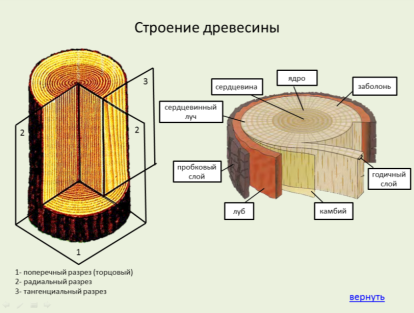 Строение древесины
3
2
2
1
ядро
сердцевина
заболонь
сердцевинный
луч
пробковый
слой
годичный
слой
луб
камбий
1- поперечный разрез (торцовый)
2- радиальный разрез
3- тангенциальный разрез
вернуть